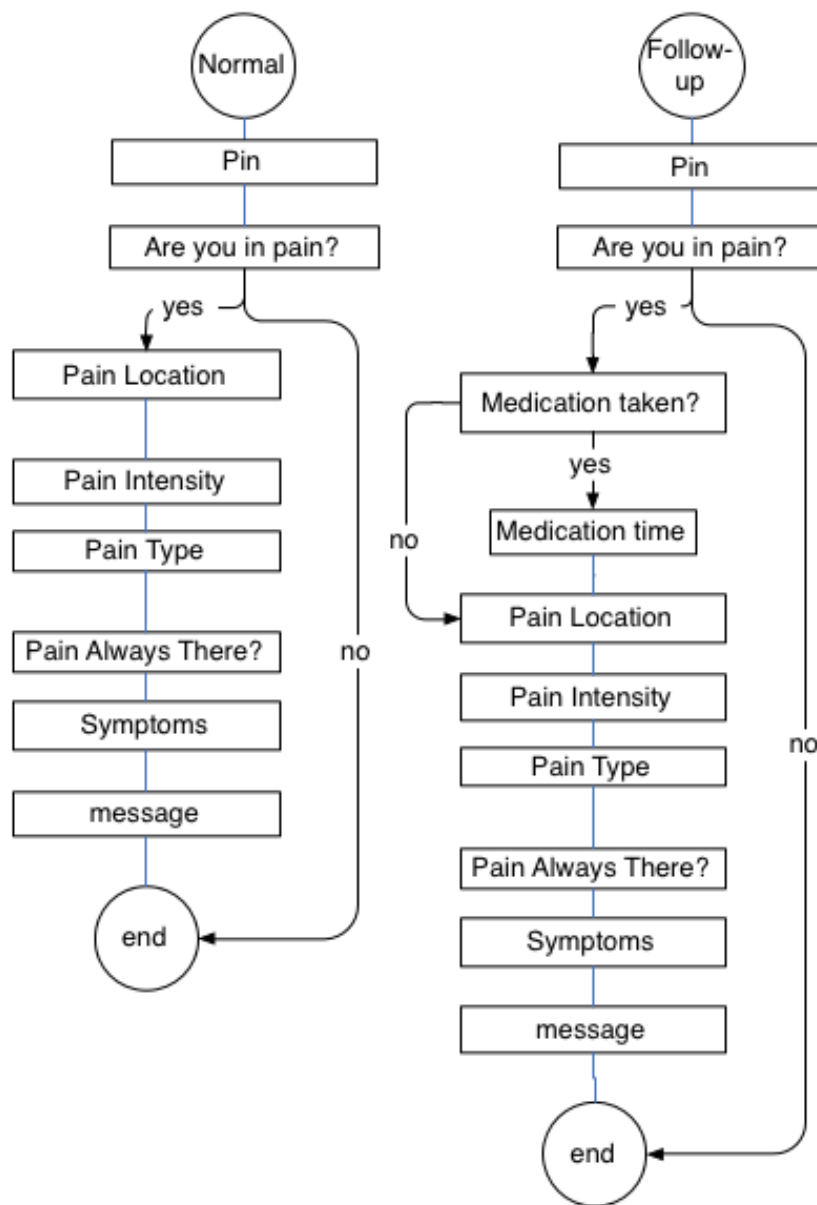 Normal
Pin
Are you in pain?
yes
Pain Location
Pain Intensity
Pain Type
Pain Always There?
no
Symptoms
message
end
Follow-
up
Pin
Are you in pain?
yes
Medication taken?
yes
Medication time
no
Pain Location
Pain Intensity
Pain Type
no
Pain Always There?
Symptoms
message
end